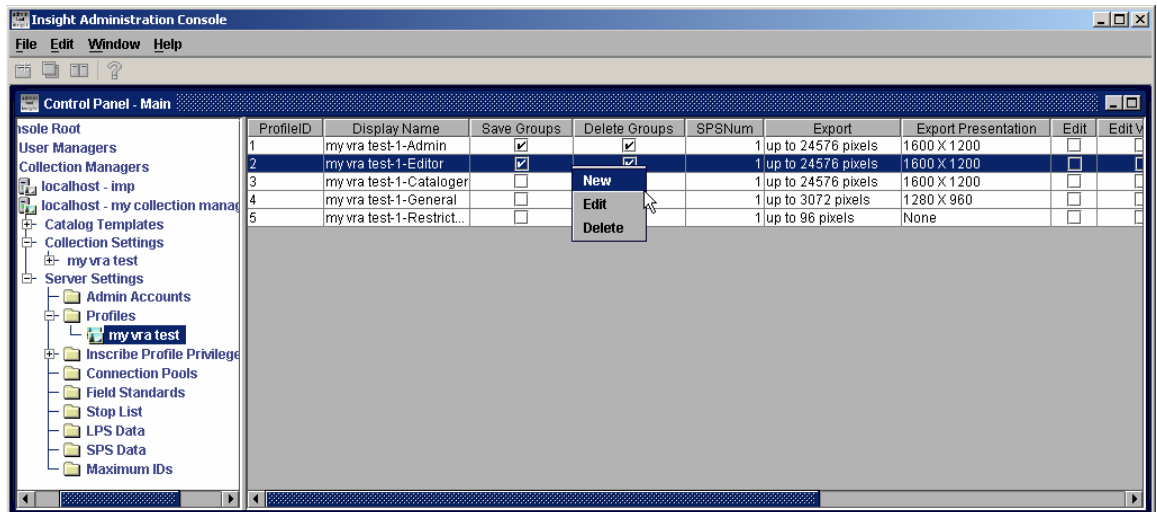 Insight Administration Console
File Edit Window Help
Control Panel - Main
nsole Root
User Managers
Collection Managers
localhost - imp
localhost - my collection manag
Catalog Templates
Collection Settings
my vra test
Server Settings
Admin Accounts
Profiles
my vra test
Inscribe Profile Privilege
Connection Pools
Field Standards
Stop List
LPS Data
SPS Data
Maximum IDs
ProfileID Display Name Save Groups Delete Groups SPSNum Export Export Presentation Edit Edit V
1 my vra test-1-Admin 1 up to 24576 pixels 1600 X 1200
2 my vra test-1-Editor 1 up to 24576 pixels 1600 X 1200
3 my vra test-1-Cataloger 1 up to 24576 pixels 1600 X 1200
4 my vra test-1-General 1 up to 3072 pixels 1280 X 960
5 my vra test-1-Restrict... 1 up to 96 pixels None
New
Edit
Delete